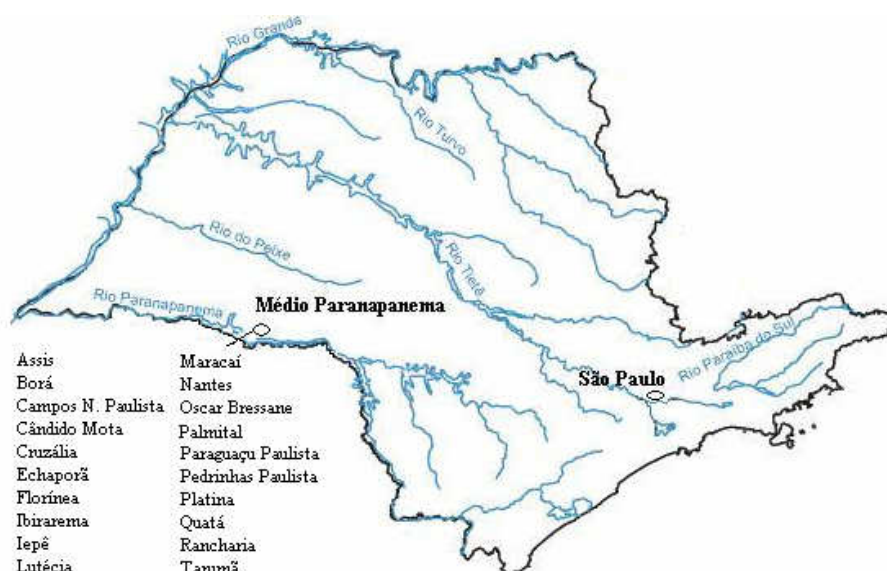 Rio Grande
Rio Turvo
Rio do Peixe
Rio Tietê
Rio Paranapanema
Médio Paranapanema
Rio Paraíba do Sul
São Paulo
Assis
Borá
Campos N. Paulista
Cândido Mota
Cruzália
Echaporã
Florínea
Ibirarema
Iepê
Lutécia
Maracaí
Nantes
Oscar Bressane
Palmital
Paraguaçu Paulista
Pedrinhas Paulista
Platina
Quatá
Rancharia
Tarumã